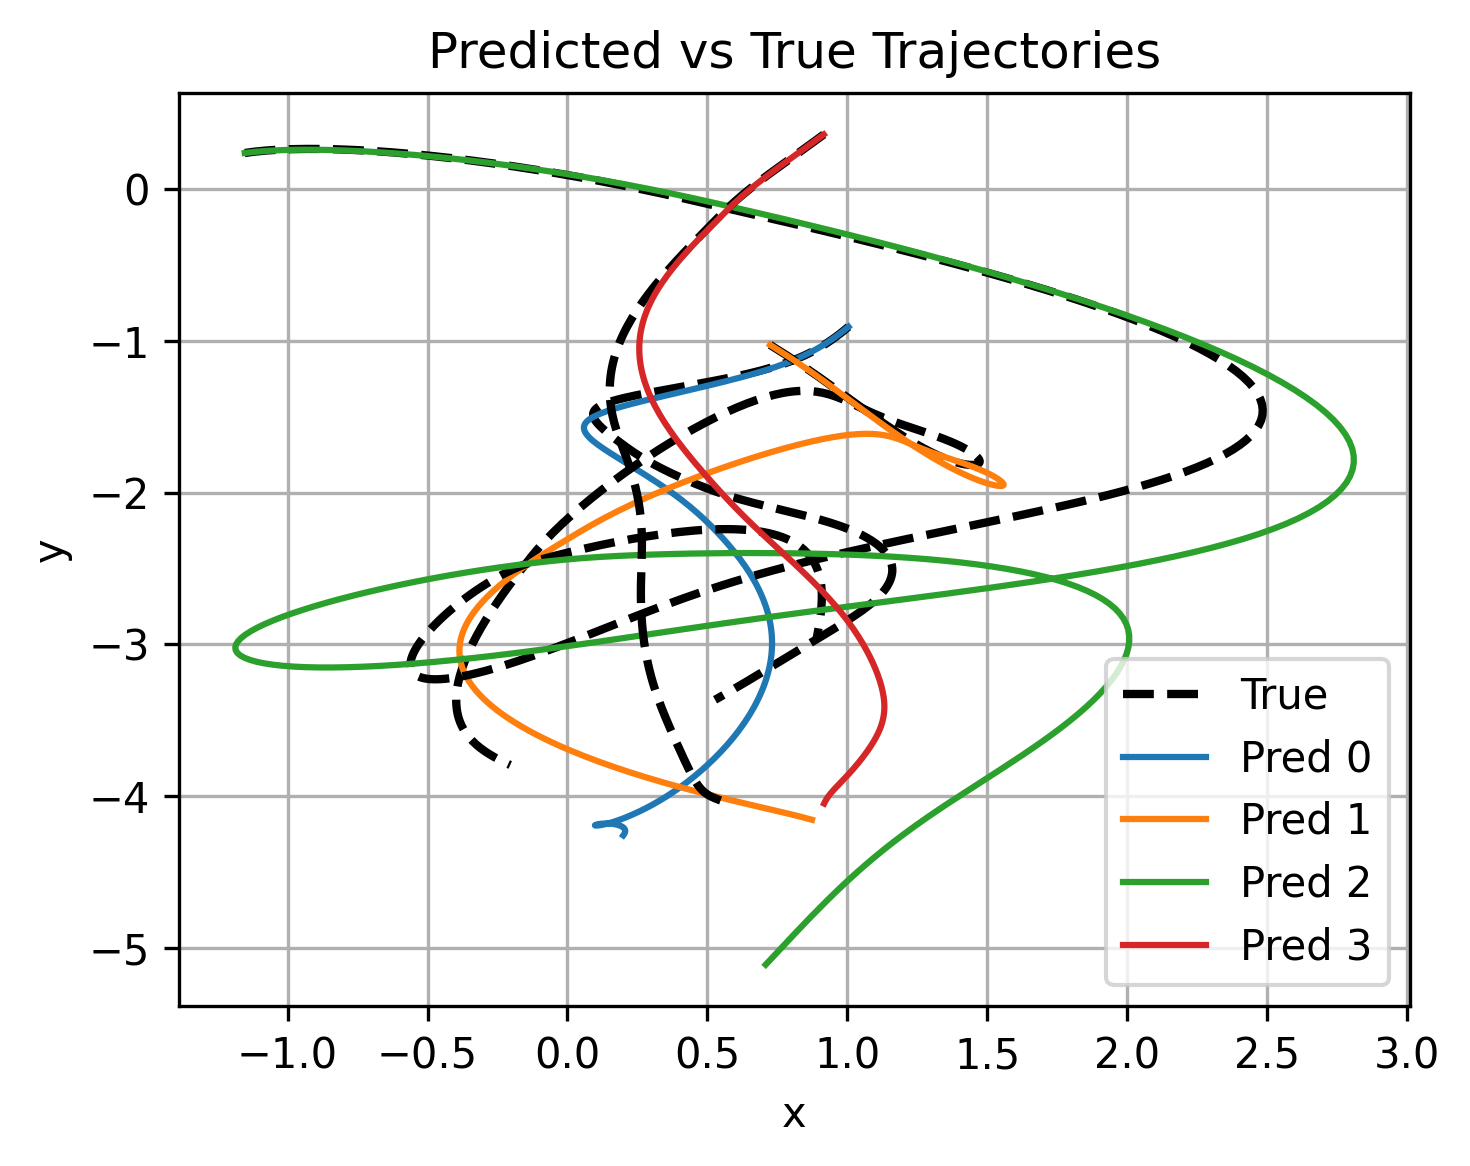 Predicted vs True Trajectories
y
0
−1
−2
−3
−4
−5
True
Pred 0
Pred 1
Pred 2
Pred 3
−1.0 −0.5 0.0 0.5 1.0 1.5 2.0 2.5 3.0
x